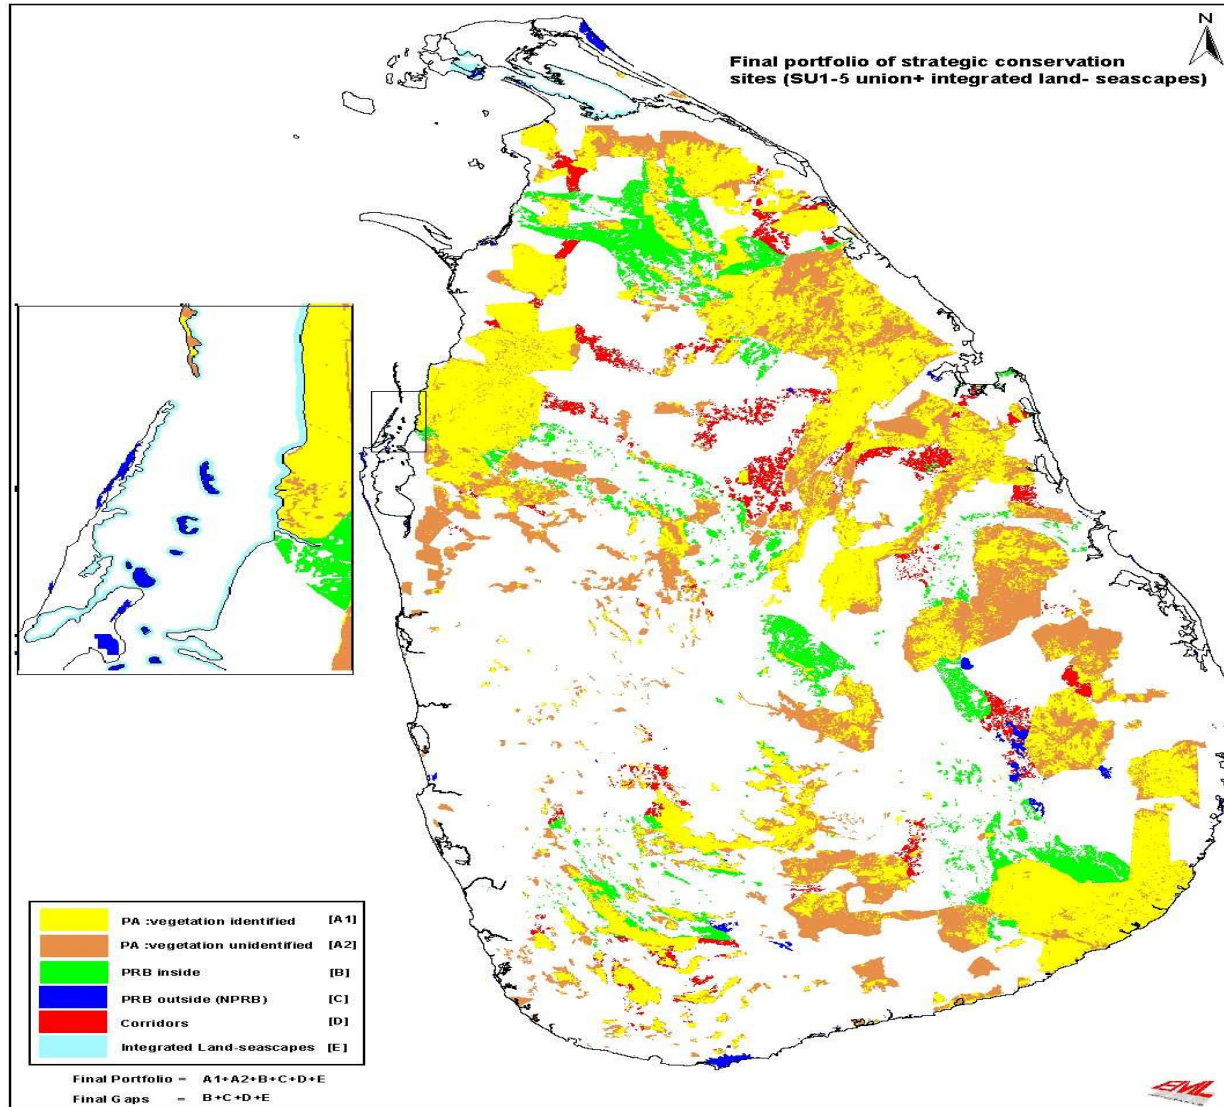 N
Final portfolio of strategic conservation
sites (SU1-5 union+ integrated land- seascapes)
PA :vegetation identified [A1]
PA :vegetation unidentified [A2]
PRB inside [B]
PRB outside (NPRB) [C]
Corridors [D]
Integrated Land-seascapes [E]
Final Portfolio = A1+A2+B+C+D+E
Final Gaps = B+C+D+E
EML